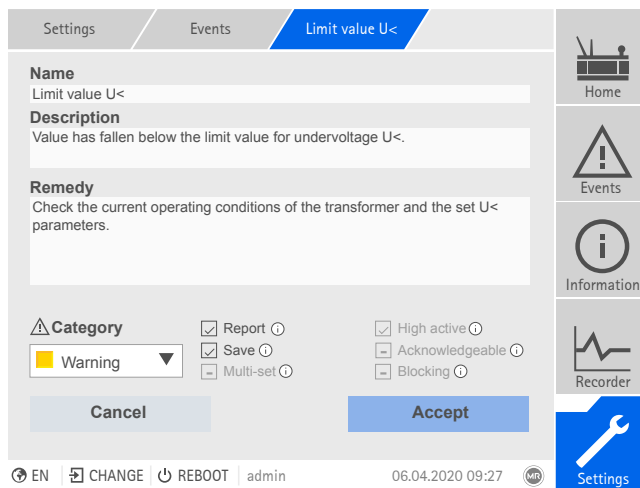 Settings Events Limit value U<
Name
Limit value U<
Description
Value has fallen below the limit value for undervoltage U<.
Remedy
Check the current operating conditions of the transformer and the set U<
parameters.
Category
Warning
Report
Save
Multi-set
High active
Acknowledgeable
Blocking
Cancel Accept
EN CHANGE REBOOT admin 06.04.2020 09:27 MR
Home
Events
Information
Recorder
Settings